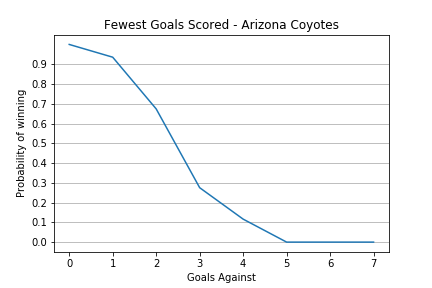 Fewest Goals Scored - Arizona Coyotes
0.9
0.8
0.7
0.6
0.5
0.4
0.3
0.2
0.1
0.0
Probability of winning
0 1 2 3 4 5 6 7
Goals Against